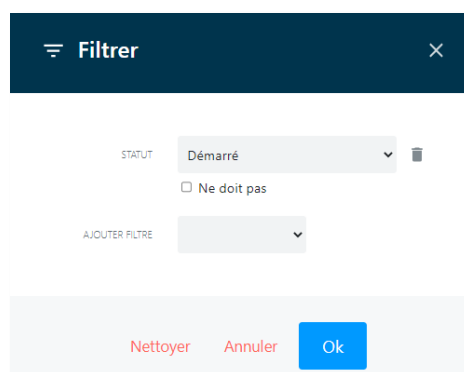 Filtrer
STATUT
Démarré
Ne doit pas
AJOUTER FILTRE
Nettoyer Annuler Ok